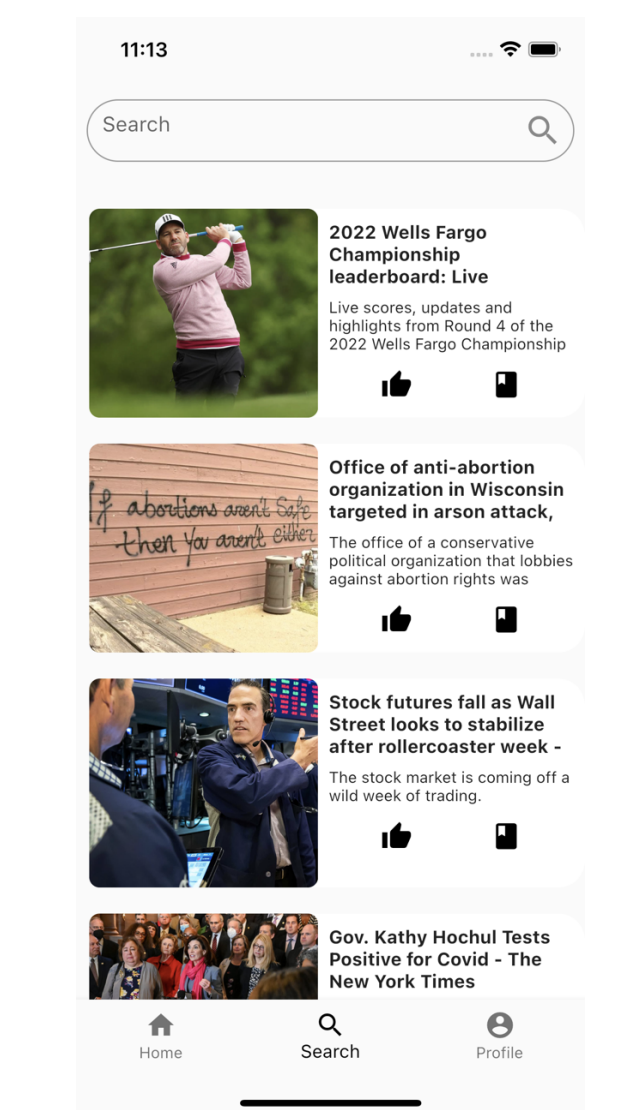 11:13
Search
2022 Wells Fargo
Championship
leaderboard: Live
Live scores, updates and
highlights from Round 4 of the
2022 Wells Fargo Championship
Office of anti-abortion
organization in Wisconsin
targeted in arson attack,
The office of a conservative
political organization that lobbies
against abortion rights was
If abortions aren't Safe
then you aren't either
Stock futures fall as Wall
Street looks to stabilize
after rollercoaster week -
The stock market is coming off a
wild week of trading.
Gov. Kathy Hochul Tests
Positive for Covid - The
New York Times
Home
Search
Profile